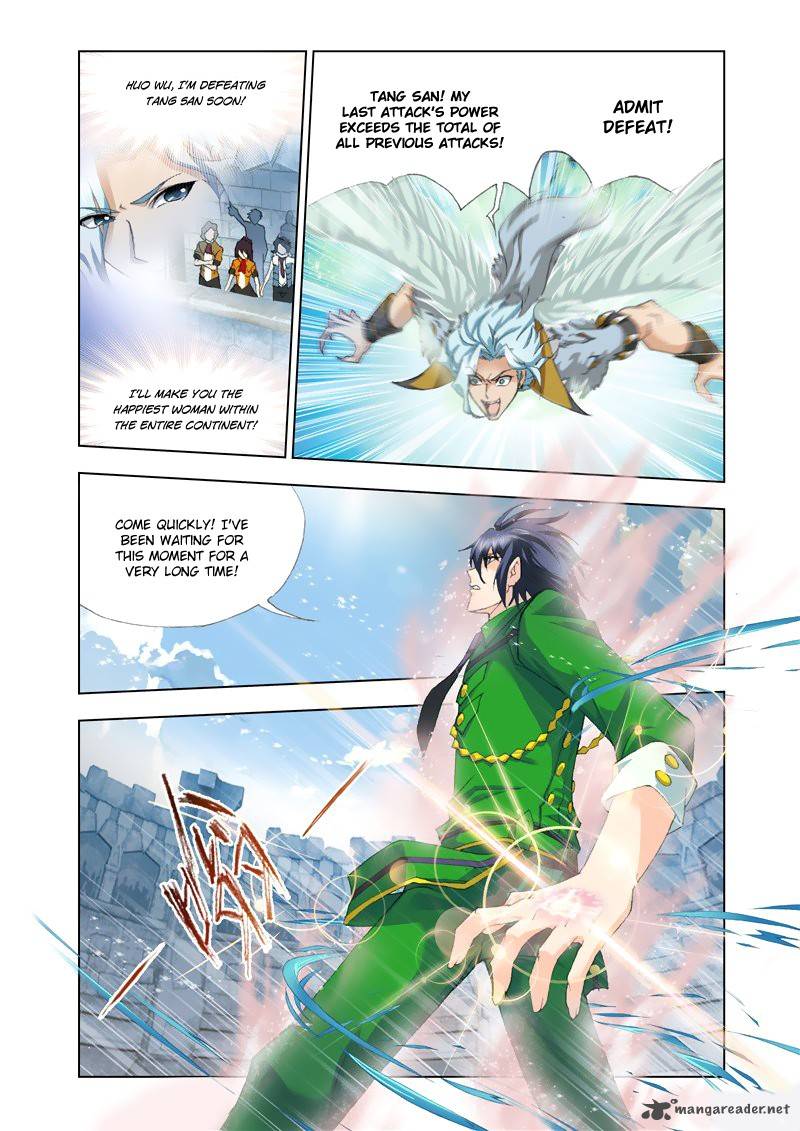 HUO WU, I'M DEFEATING
TANG SAN SOON!
I'LL MAKE YOU THE
HAPPIEST WOMAN WITHIN
THE ENTIRE CONTINENT!
TANG SAN! MY
LAST ATTACK'S POWER
EXCEEDS THE TOTAL OF
ALL PREVIOUS ATTACKS!
ADMIT
DEFEAT!
COME QUICKLY! I'VE
BEEN WAITING FOR
THIS MOMENT FOR A
VERY LONG TIME!
mangareader.net